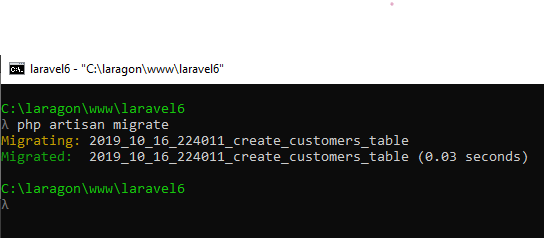 laravel6 - "C:\laragon\www\laravel6"
C:\laragon\www\laravel6
λ php artisan migrate
Migrating: 2019_10_16_224011_create_customers_table
Migrated:  2019_10_16_224011_create_customers_table (0.03 seconds)
C:\laragon\www\laravel6
λ